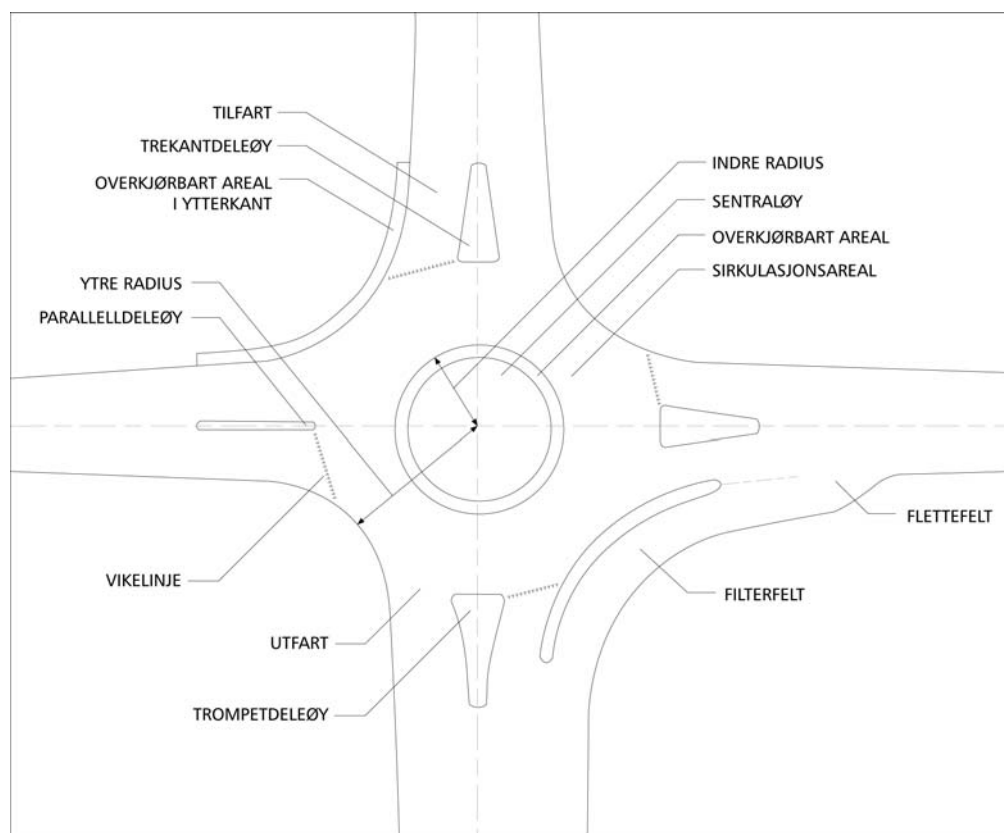 TILFART
TREKANTDELEØY
OVERKJØRBART AREAL
I YTTERKANT
YTRE RADIUS
PARALLELLDELEØY
INDRE RADIUS
SENTRALØY
OVERKJØRBART AREAL
SIRKULASJONSAREAL
VIKELINJE
UTFART
TROMPETDELEØY
FLETTEFELT
FILTERFELT